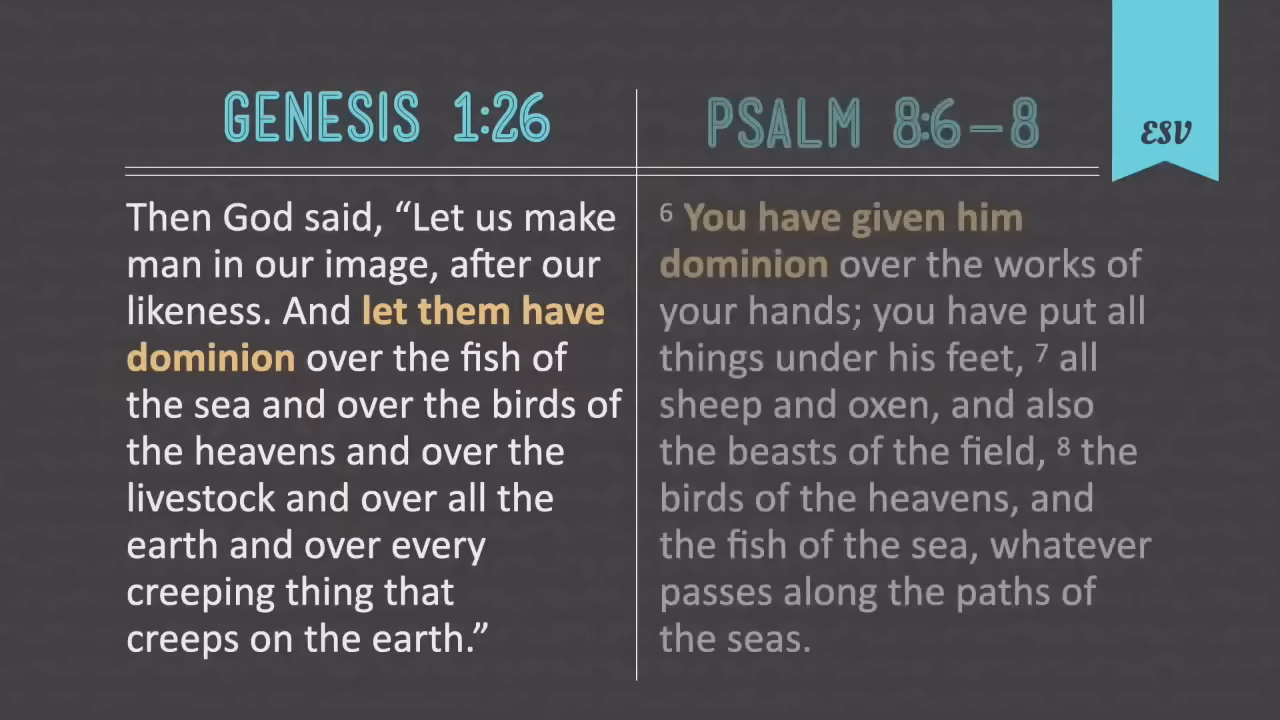 GENESIS 1:26
Then God said, “Let us make
man in our image, after our
likeness. And let them have
dominion over the fish of
the sea and over the birds of
the heavens and over the
livestock and over all the
earth and over every
creeping thing that
creeps on the earth.”
PSALM 8:6–8
6 You have given him
dominion over the works of
your hands; you have put all
things under his feet, 7 all
sheep and oxen, and also
the beasts of the field, 8 the
birds of the heavens, and
the fish of the sea, whatever
passes along the paths of
the seas.
ESV